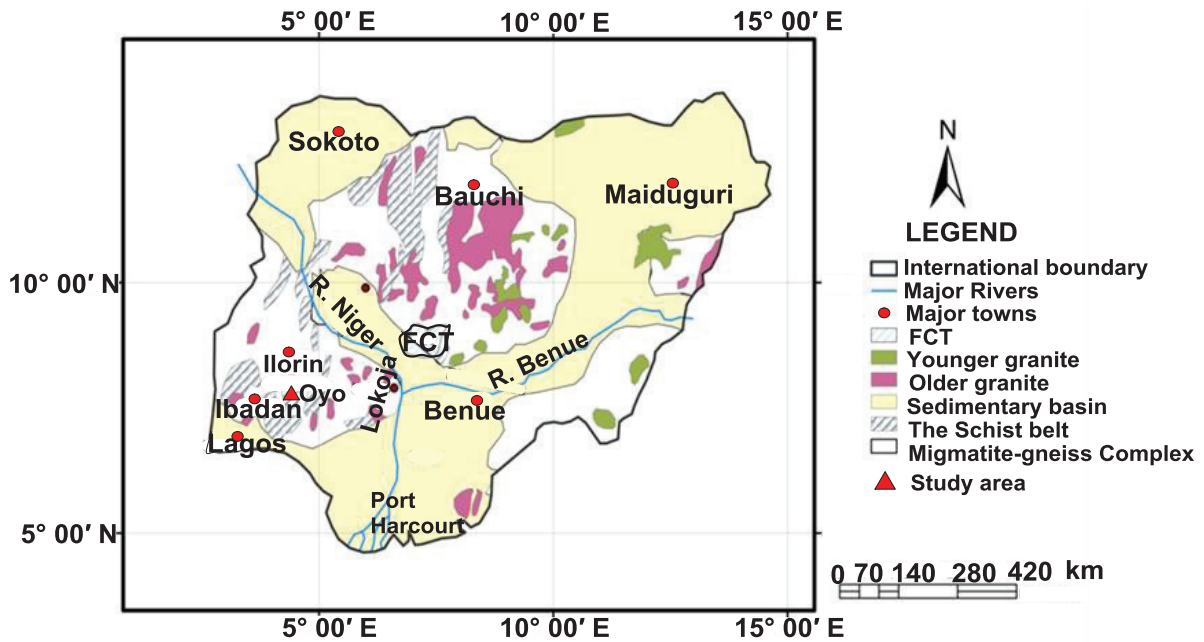 5° 00′ E 10° 00′ E 15° 00′ E
Sokoto
Bauchi
Maiduguri
10° 00′ N
R. Niger
FCT
R. Benue
Ilorin
Oyo
Ibadan
Lokoja
Benue
Lagos
Port
Harcourt
5° 00′ N
5° 00′ E 10° 00′ E 15° 00′ E
N
LEGEND
International boundary
Major Rivers
Major towns
FCT
Younger granite
Older granite
Sedimentary basin
The Schist belt
Migmatite-gneiss Complex
Study area
0 70 140 280 420 km